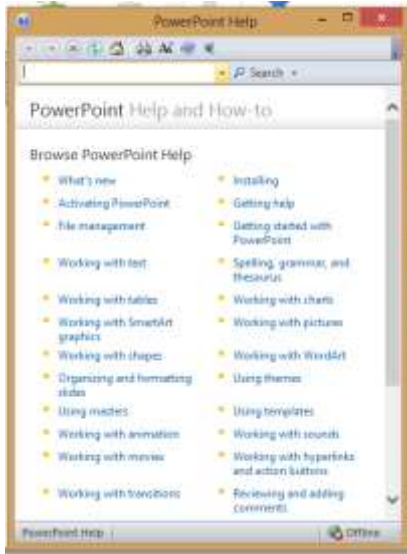 PowerPoint Help
Search
PowerPoint Help and How-to
Browse PowerPoint Help
What's new
Installing
Activating PowerPoint
Getting help
File management
Getting started with
PowerPoint
Working with text
Spelling, grammar, and
thesaurus
Working with tables
Working with charts
Working with SmartArt
graphics
Working with pictures
Working with shapes
Working with WordArt
Organizing and formatting
slides
Using themes
Using masters
Using templates
Working with animation
Working with sounds
Working with movies
Working with hyperlinks
and action buttons
Working with transitions
Reviewing and adding
comments
PowerPoint Help
Offline